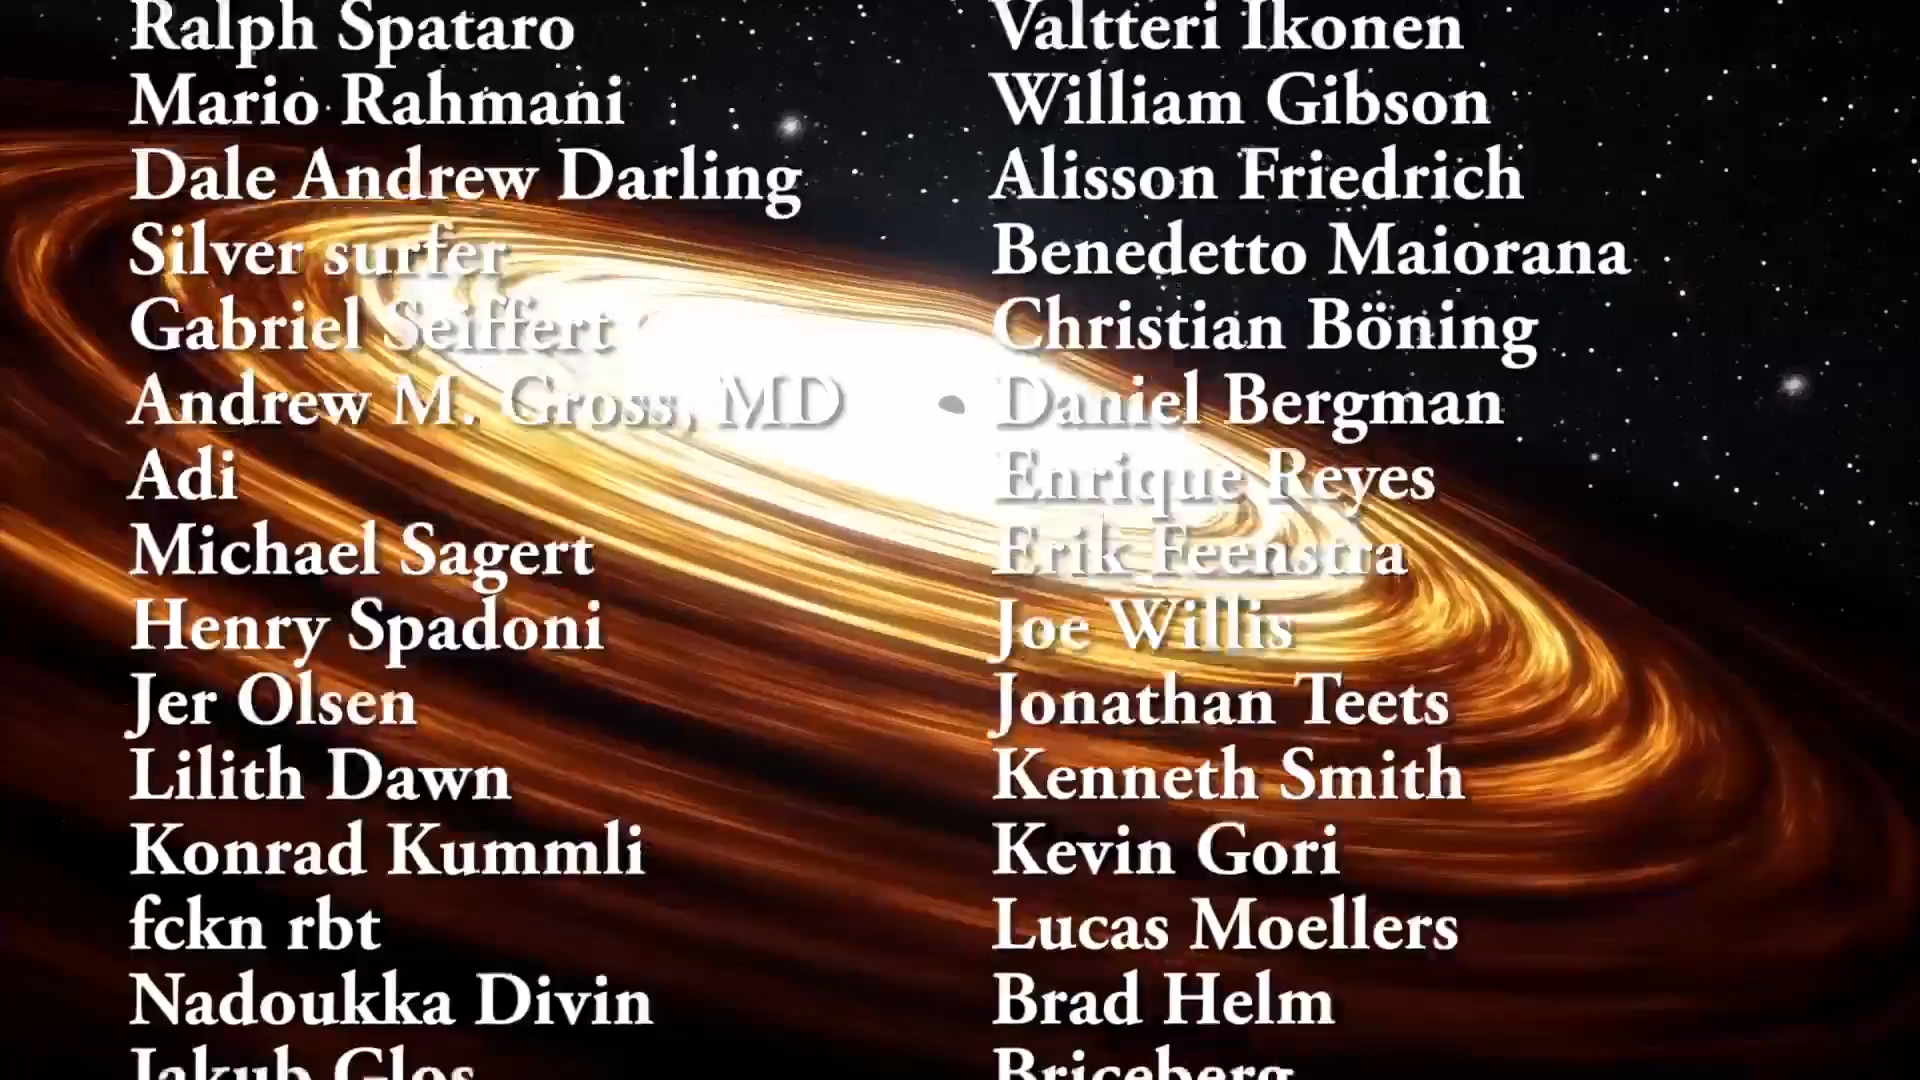 Ralph Spataro
Mario Rahmani
Dale Andrew Darling
Silver surfer
Gabriel Seiffert
Andrew M. Gross, MD
Adi
Michael Sagert
Henry Spadoni
Jer Olsen
Lilith Dawn
Konrad Kummli
fckn rbt
Nadoukka Divin
Jakub Glos
Valtteri Ikonen
William Gibson
Alisson Friedrich
Benedetto Maiorana
Christian Böning
Daniel Bergman
Enrique Reyes
Erik Feenstra
Joe Willis
Jonathan Teets
Kenneth Smith
Kevin Gori
Lucas Moellers
Brad Helm
Briceberg